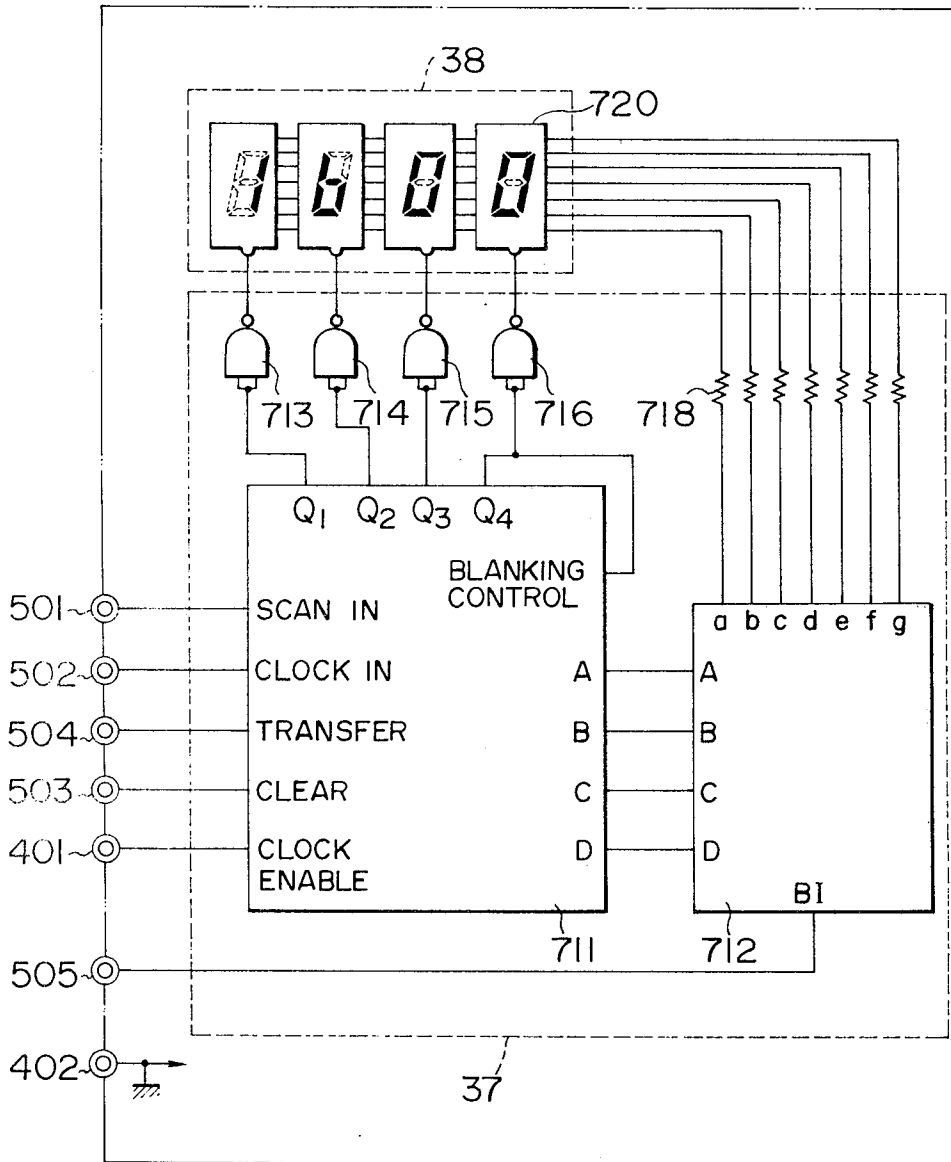 38
720
1600
713
714
715
716
718
Q1 Q2 Q3 Q4
BLANKING
CONTROL
a b c d e f g
501
SCAN IN
502
CLOCK IN
A
A
504
TRANSFER
B
B
503
CLEAR
C
C
401
CLOCK
ENABLE
D
D
BI
711
712
505
402
37